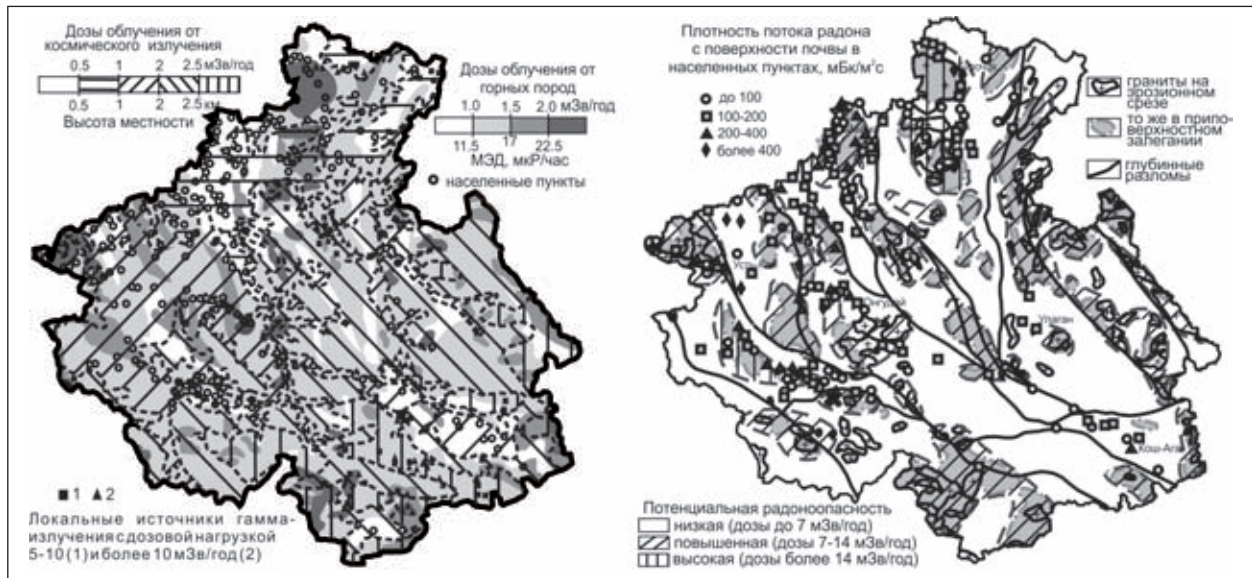 Дозы облучения от
космического излучения
0.5 1 2 2.5 мЗв/год
0.5 1 2 2.5 км
Высота местности
Дозы облучения от
горных пород
1.0 1.5 2.0 мЗв/год
11.5 17 22.5
МЭД, мкР/час
населенные пункты
1 2
Локальные источники гамма-
излучения с дозовой нагрузкой
5-10 (1) и более 10 мЗв/год (2)
Плотность потока радона
с поверхности почвы в
населенных пунктах, мБк/м²с
до 100
100-200
200-400
более 400
граниты на
эрозионном
срезе
то же в припо-
верхностном
залегании
глубинные
разломы
Улаган
Кош-Ага
Потенциальная радоноопасность
низкая (дозы до 7 мЗв/год)
повышенная (дозы 7-14 мЗв/год)
высокая (дозы более 14 мЗв/год)